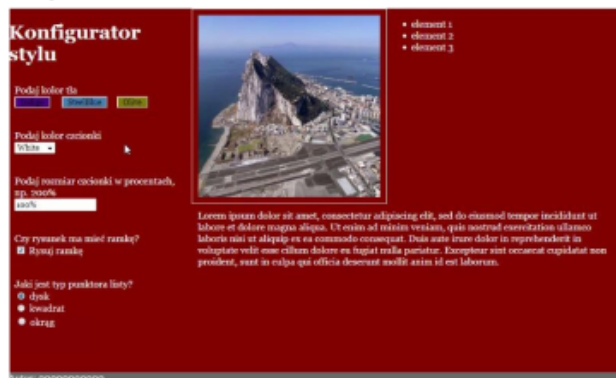 Konfigurator
stylu
Podaj kolor tła
Indigo SteelBlue Olive
Podaj kolor czcionki
White
Podaj rozmiar czcionki w procentach,
np. 200%
100%
Czy rysunek ma mieć ramkę?
Rysuj ramkę
Jaki jest typ punktora listy?
dysk
kwadrat
okrąg
element 1
element 2
element 3
Lorem ipsum dolor sit amet, consectetur adipiscing elit, sed do eiusmod tempor incididunt ut
labore et dolore magna aliqua. Ut enim ad minim veniam, quis nostrud exercitation ullamco
laboris nisi ut aliquip ex ea commodo consequat. Duis aute irure dolor in reprehenderit in
voluptate velit esse cillum dolore eu fugiat nulla pariatur. Excepteur sint occaecat cupidatat non
proident, sunt in culpa qui officia deserunt mollit anim id est laborum.